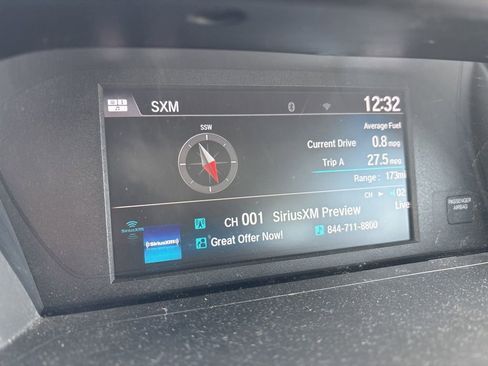 SXM
12:32
SSW
Average Fuel
Current Drive 0.8 mpg
Trip A 27.5 mpg
Range : 173mi
CH 02
CH 001 SiriusXM Preview Live
((SiriusXM))
Great Offer Now! 844-711-8800
PASSENGER
AIRBAG